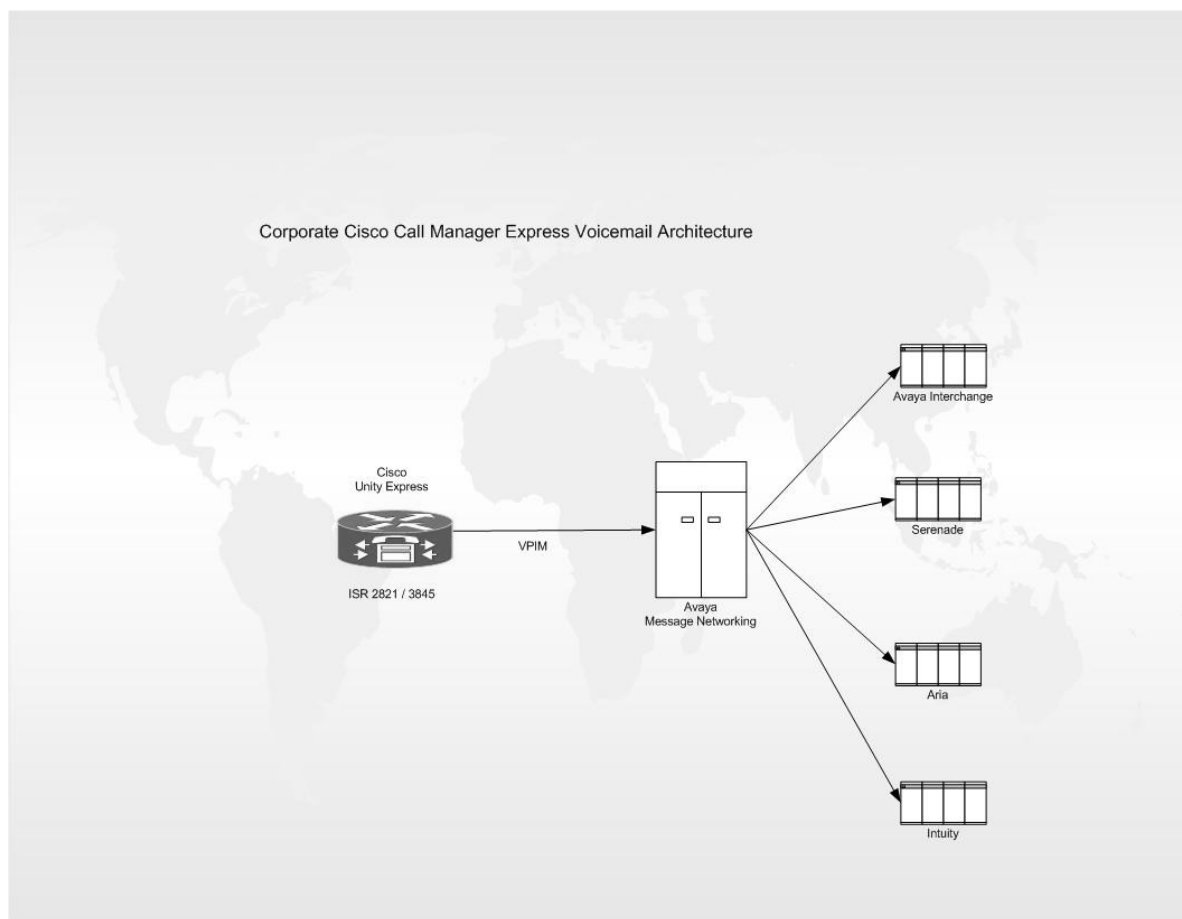 Corporate Cisco Call Manager Express Voicemail Architecture
Avaya Interchange
Cisco
Unity Express
Serenade
VPIM
ISR 2821 / 3845
Avaya
Message Networking
Aria
Intuity